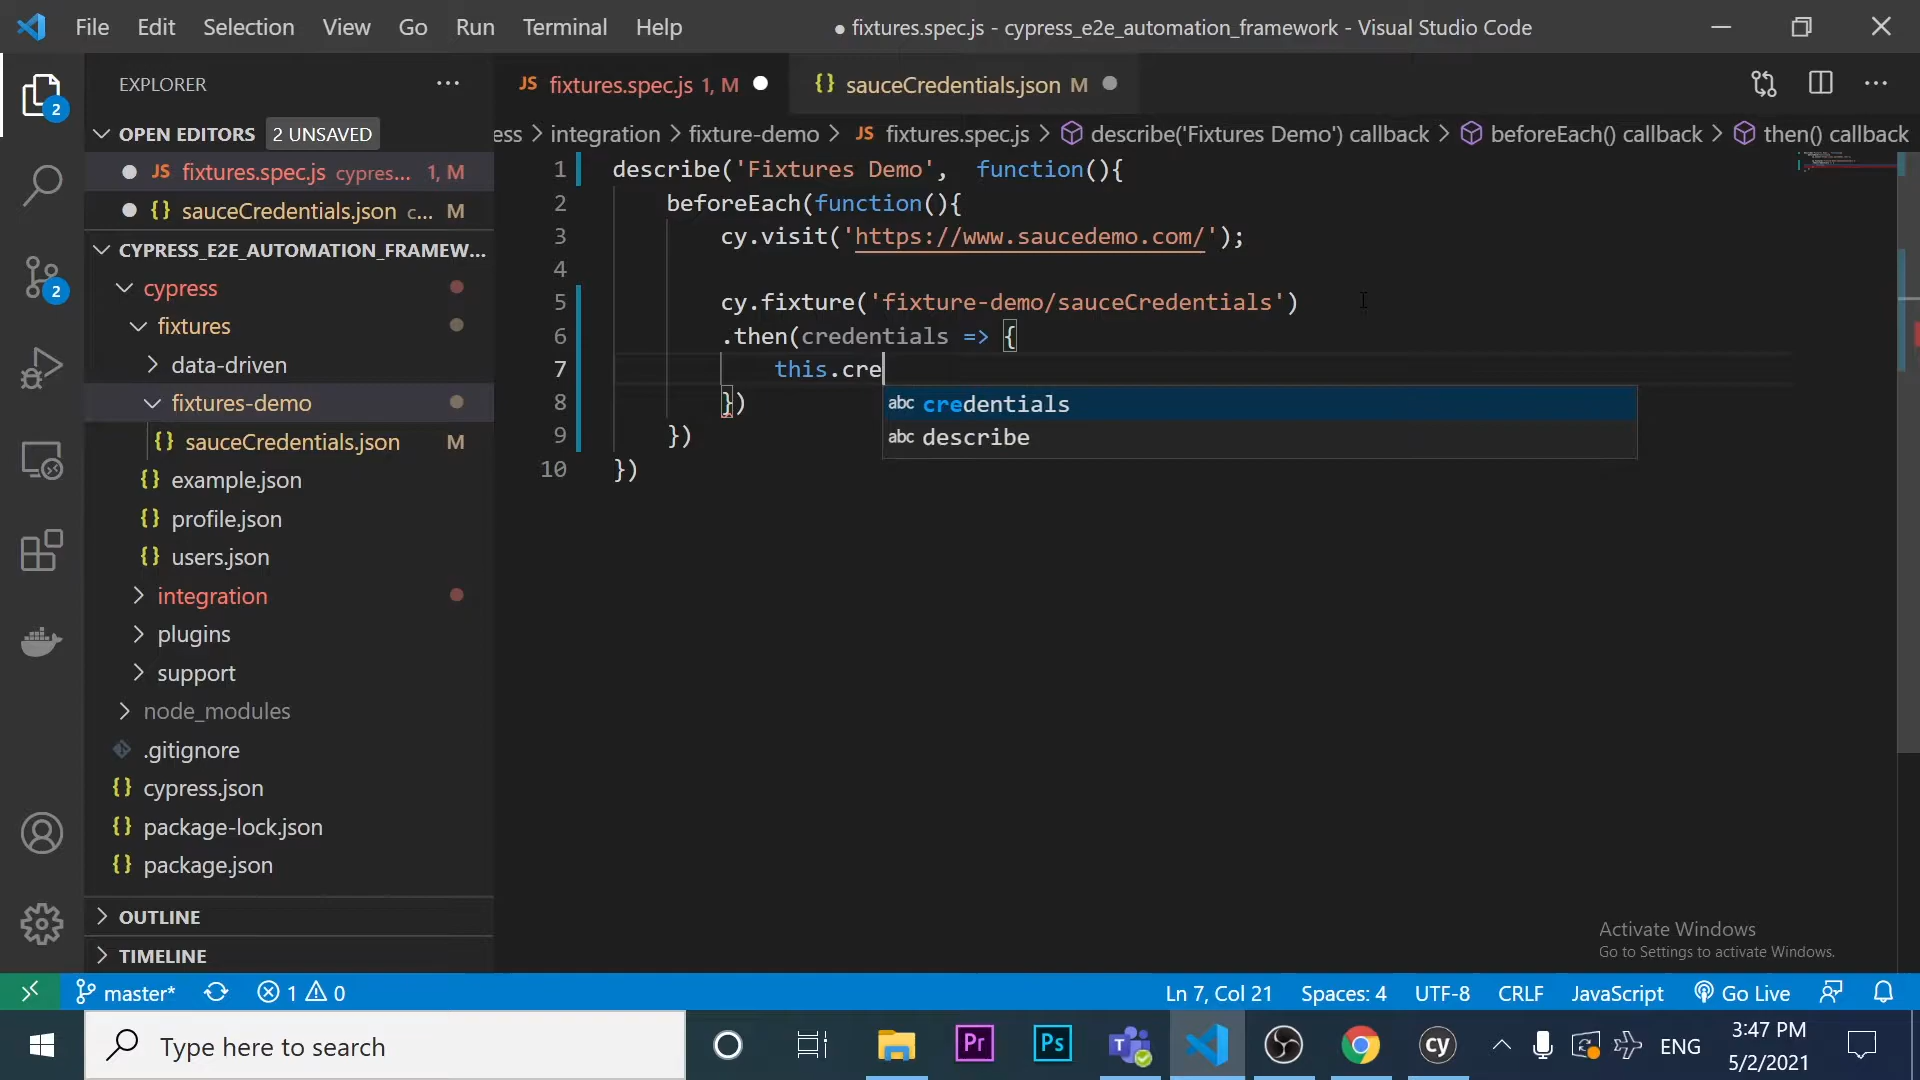 File Edit Selection View Go Run Terminal Help
● fixtures.spec.js - cypress_e2e_automation_framework - Visual Studio Code
EXPLORER
JS fixtures.spec.js 1, M
{} sauceCredentials.json M
OPEN EDITORS 2 UNSAVED
ess > integration > fixture-demo > JS fixtures.spec.js > describe('Fixtures Demo') callback > beforeEach() callback > then() callback
JS fixtures.spec.js cypres... 1, M
{} sauceCredentials.json c... M
CYPRESS_E2E_AUTOMATION_FRAMEW...
cypress
fixtures
data-driven
fixtures-demo
{} sauceCredentials.json M
{} example.json
{} profile.json
{} users.json
integration
plugins
support
node_modules
.gitignore
{} cypress.json
{} package-lock.json
{} package.json
OUTLINE
TIMELINE
1 describe('Fixtures Demo', function(){
2 beforeEach(function(){
3 cy.visit('https://www.saucedemo.com/');
4
5 cy.fixture('fixture-demo/sauceCredentials')
6 .then(credentials => {
7 this.cre
abc credentials
abc describe
8 })
9 })
10 })
Activate Windows
Go to Settings to activate Windows.
master* 1 0
Ln 7, Col 21 Spaces: 4 UTF-8 CRLF JavaScript Go Live
Type here to search
Pr
Ps
T
cy
ENG
3:47 PM
5/2/2021
2
2